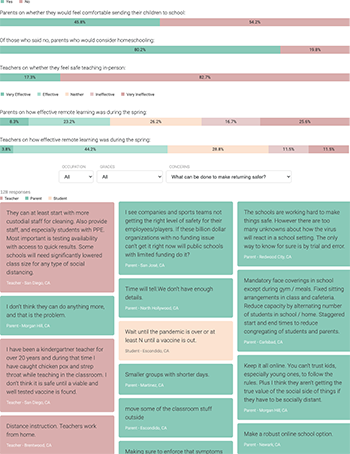 Yes No
Parents on whether they would feel comfortable sending their children to school:
45.8% 54.2%
Of those who said no, parents who would consider homeschooling:
80.2% 19.8%
Teachers on whether they feel safe teaching in-person:
17.3% 82.7%
Very Effective Effective Neither Ineffective Very Ineffective
Parents on how effective remote learning was during the spring:
8.3% 23.2% 26.2% 16.7% 25.6%
Teachers on how effective remote learning was during the spring:
3.8% 44.2% 28.8% 11.5% 11.5%
OCCUPATION GRADES CONCERNING
All All What can be done to make returning safer?
128 responses
Teacher Parent Student
They can at least start with more
custodial staff for cleaning. Also provide
staff, and especially students with PPE.
Most important is testing availability
with access to quick results. Some
schools will need significantly lowered
class size for any type of social
distancing.
Teacher - San Diego, CA
I don't think they can do anything more,
and that is the problem.
Parent - Morgan Hill, CA
I have been a kindergartner teacher for
over 20 years and during that time I
have caught chicken pox and strep
throat while teaching in the classroom. I
don't think it is safe until a viable and
well tested vaccine is found.
Teacher - San Diego, CA
Distance instruction. Teachers work
from home.
Teacher - Brentwood, CA
I see companies and sports teams not
getting the right level of safety for their
employees/players. If these billion dollar
organizations with no funding issue
can't get it right now will public schools
with limited funding do it?
Parent - San Jose, CA
Time will tell We don't have enough
details.
Parent - North Hollywood, CA
Wait until the pandemic is over or at
least N until a vaccine is out.
Student - Escondido, CA
Smaller groups with shorter days.
Parent - Martinez, CA
move some of the classroom stuff
outside
Parent - Escondido, CA
Making sure to enforce that symptoms
The schools are working hard to make
things safe. However there are too
many unknowns about how the virus
will react in a school setting. The only
way to know for sure is by trial and error.
Parent - Redwood City, CA
Mandatory face coverings in school
except during gym / meals. Fixed sitting
arrangements in class and cafeteria.
Reduce capacity by alternating number
of students in school / home. Staggered
start and end times to reduce
congregating of students and parents.
Parent - Carlsbad, CA
Keep it all online. You can't trust kids,
especially young ones, to follow the
rules. Plus I think they aren't getting the
true value of the social side of things if
they have to be socially distant.
Parent - Morgan Hill, CA
Make a robust online school option.
Parent - Newark, CA